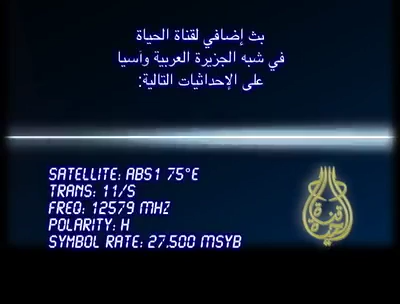 بث إضافي لقناة الحياة
في شبه الجزيرة العربية وآسيا
على الإحداثيات التالية:
SATELLITE: ABS1 75°E
TRANS: 11/S
FREQ: 12579 MHZ
POLARITY: H
SYMBOL RATE: 27,500 MSYB